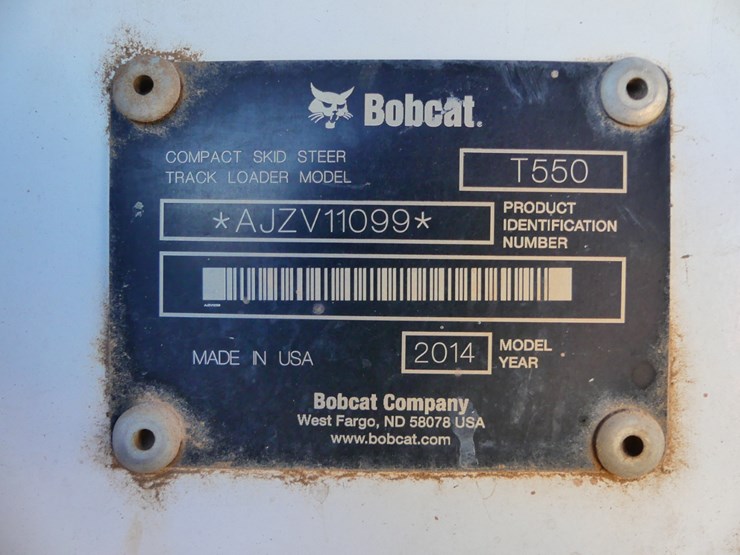 Bobcat.
COMPACT SKID STEER
TRACK LOADER MODEL
T550
*AJZV11099*
PRODUCT
IDENTIFICATION
NUMBER
MADE IN USA
2014
MODEL
YEAR
Bobcat Company
West Fargo, ND 58078 USA
www.bobcat.com